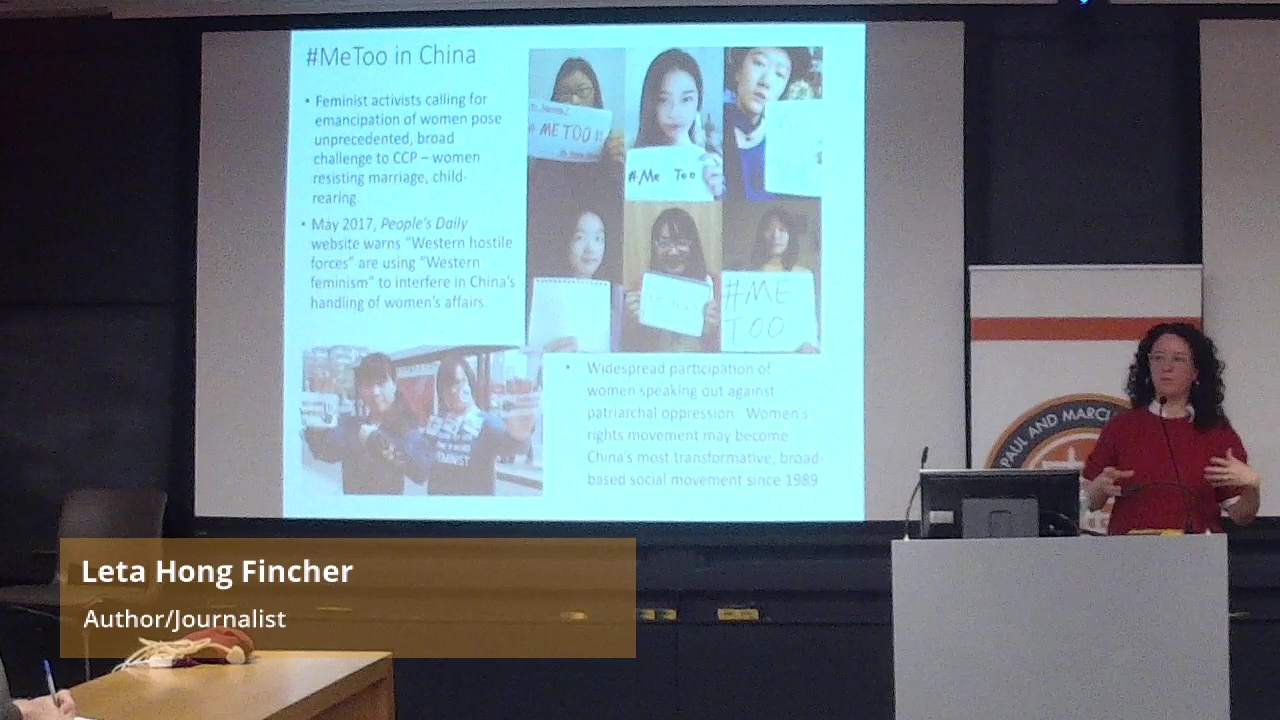 #MeToo in China
• Feminist activists calling for
emancipation of women pose
unprecedented, broad
challenge to CCP – women
resisting marriage, child-
rearing
• May 2017, People's Daily
website warns "Western hostile
forces" are using "Western
feminism" to interfere in China's
handling of women's affairs.
# METOO #
#Me Too
#ME
TOO
• Widespread participation of
women speaking out against
patriarchal oppression. Women's
rights movement may become
China's most transformative, broad-
based social movement since 1989
FEMINIST
PAUL AND MARCI
Leta Hong Fincher
Author/Journalist